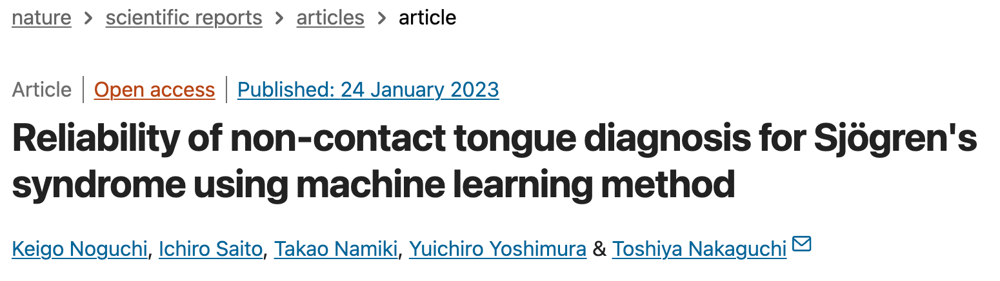 nature > scientific reports > articles > article
Article | Open access | Published: 24 January 2023
Reliability of non-contact tongue diagnosis for Sjögren's
syndrome using machine learning method
Keigo Noguchi, Ichiro Saito, Takao Namiki, Yuichiro Yoshimura & Toshiya Nakaguchi